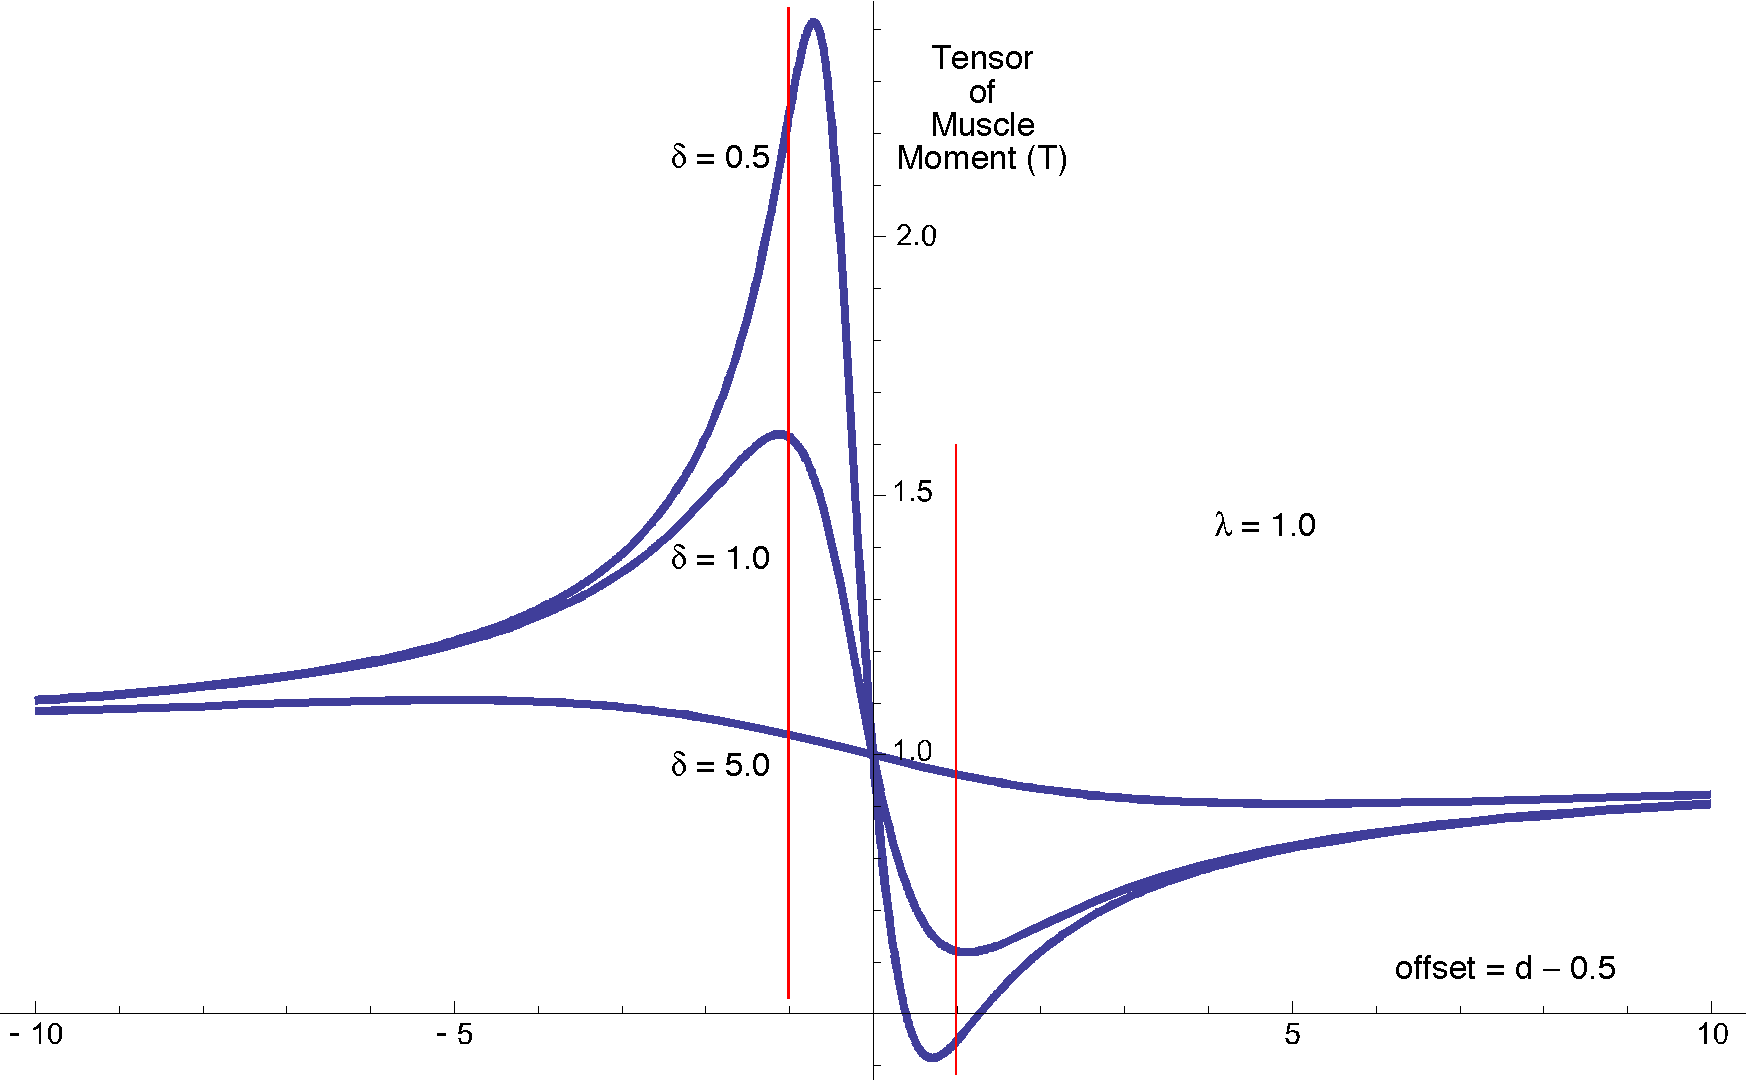 Tensor
of
Muscle
Moment (T)
δ = 0.5
2.0
1.5
λ = 1.0
δ = 1.0
1.0
δ = 5.0
offset = d − 0.5
- 10
- 5
5
10